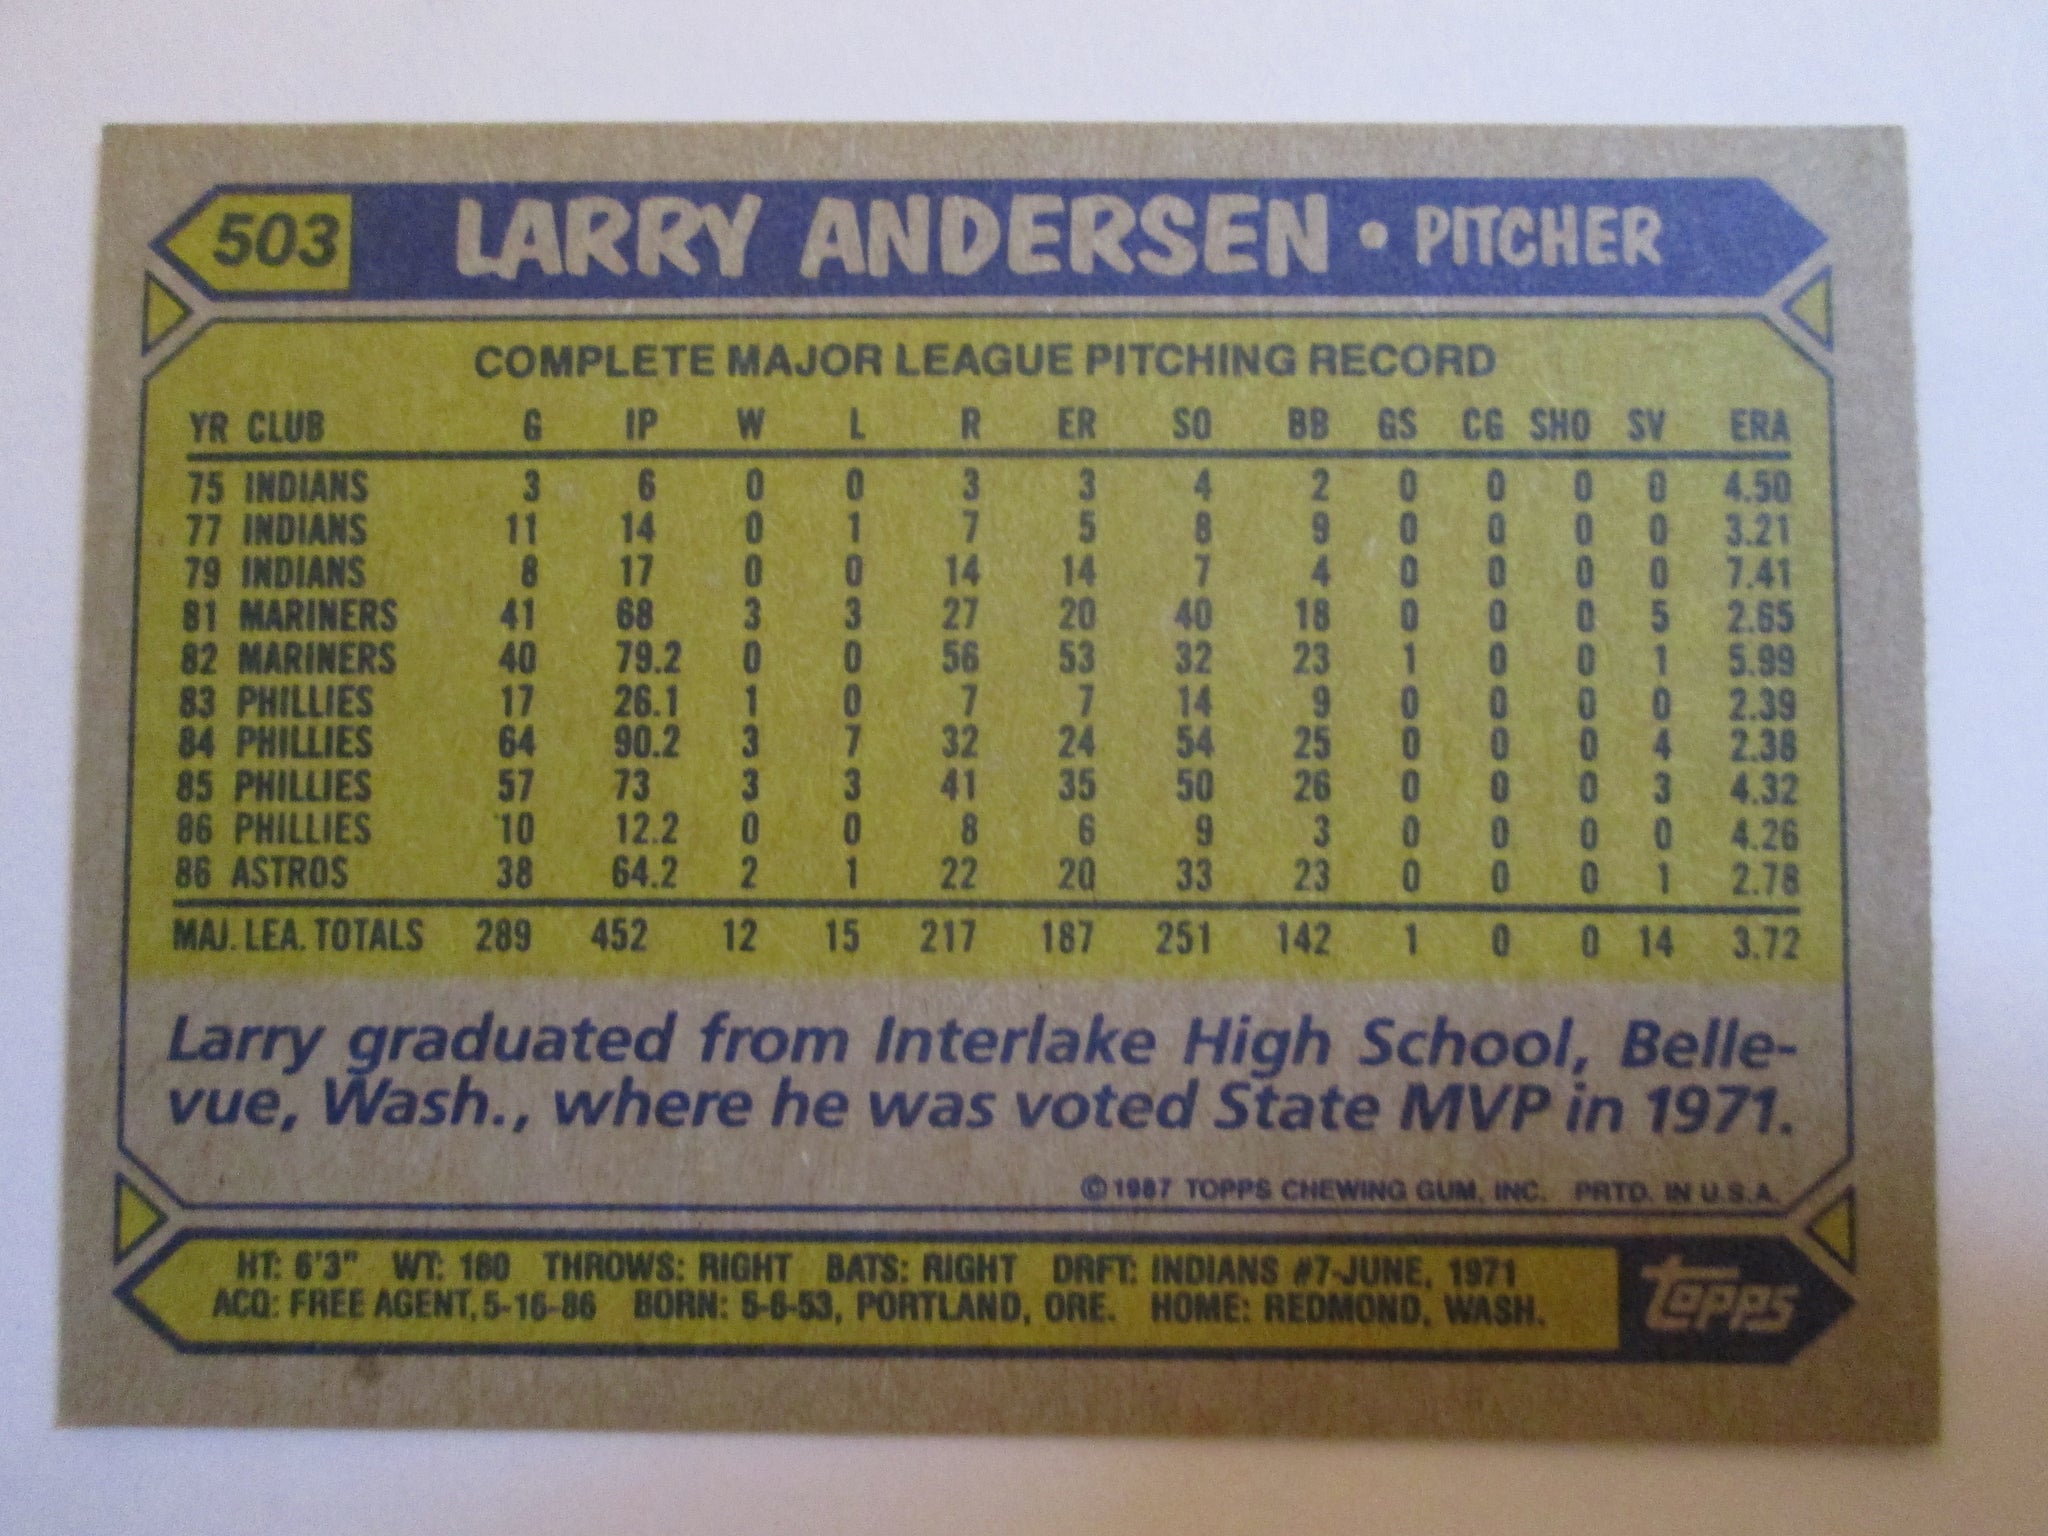 503 LARRY ANDERSEN • PITCHER
COMPLETE MAJOR LEAGUE PITCHING RECORD
YR CLUB G IP W L R ER SO BB GS CG SHO SV ERA
75 INDIANS 3 6 0 0 3 3 4 2 0 0 0 0 4.50
77 INDIANS 11 14 0 1 7 5 8 9 0 0 0 0 3.21
79 INDIANS 8 17 0 0 14 14 7 4 0 0 0 0 7.41
81 MARINERS 41 68 3 3 27 20 40 18 0 0 0 5 2.65
82 MARINERS 40 79.2 0 0 56 53 32 23 1 0 0 1 5.99
83 PHILLIES 17 26.1 1 0 7 7 14 9 0 0 0 0 2.39
84 PHILLIES 64 90.2 3 7 32 24 54 25 0 0 0 4 2.38
85 PHILLIES 57 73 3 3 41 35 50 26 0 0 0 3 4.32
86 PHILLIES 10 12.2 0 0 8 6 9 3 0 0 0 0 4.26
86 ASTROS 38 64.2 2 1 22 20 33 23 0 0 0 1 2.78
MAJ. LEA. TOTALS 289 452 12 15 217 187 251 142 1 0 0 14 3.72
Larry graduated from Interlake High School, Belle-
vue, Wash., where he was voted State MVP in 1971.
© 1987 TOPPS CHEWING GUM, INC. PRTD. IN U.S.A.
HT: 6'3" WT: 180 THROWS: RIGHT BATS: RIGHT DRFT: INDIANS #7-JUNE, 1971
ACQ: FREE AGENT, 5-16-86 BORN: 5-6-53, PORTLAND, ORE. HOME: REDMOND, WASH.
topps